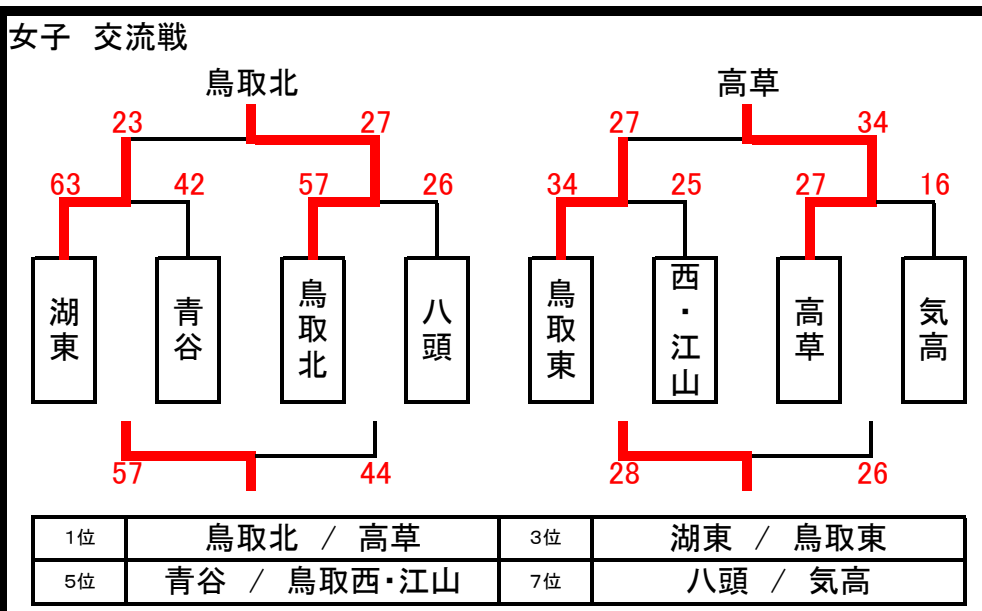 女子 交流戦
鳥取北 高草
23 27 27 34
63 42 57 26 34 25 27 16
湖東 青谷 鳥取北 八頭 鳥取東 西・江山 高草 気高
57 44 28 26
1位 鳥取北 / 高草 3位 湖東 / 鳥取東
5位 青谷 / 鳥取西・江山 7位 八頭 / 気高